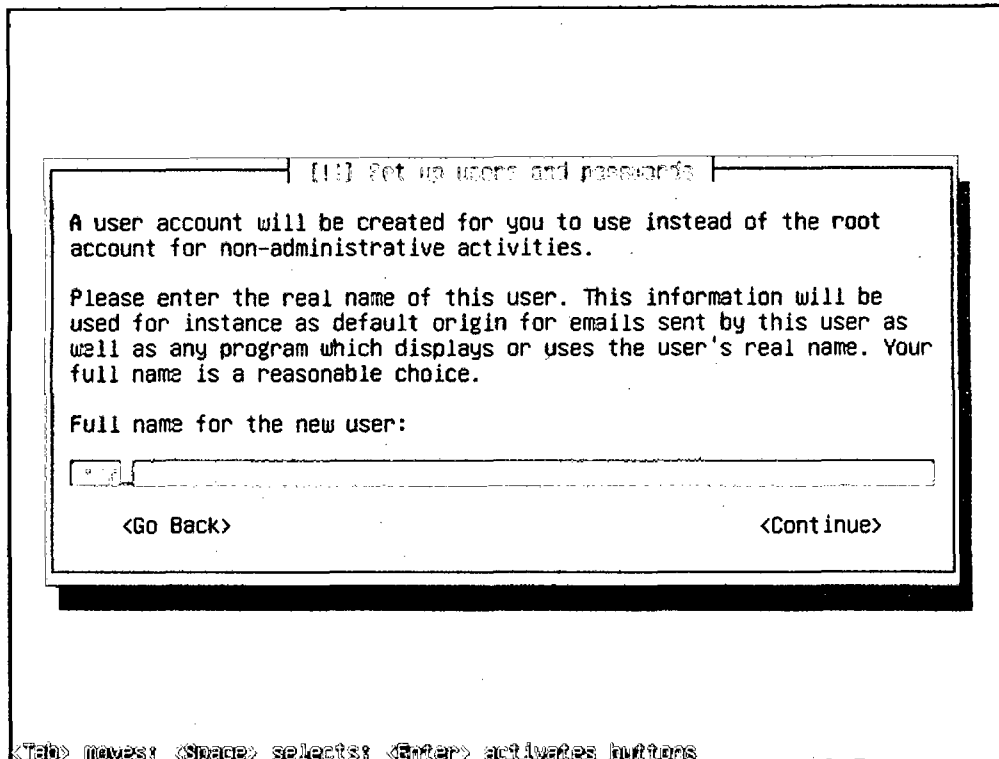 [!!] Set up users and passwords
A user account will be created for you to use instead of the root
account for non-administrative activities.
Please enter the real name of this user. This information will be
used for instance as default origin for emails sent by this user as
well as any program which displays or uses the user's real name. Your
full name is a reasonable choice.
Full name for the new user:
<Go Back> <Continue>
<Tab> moves; <Space> selects; <Enter> activates buttons